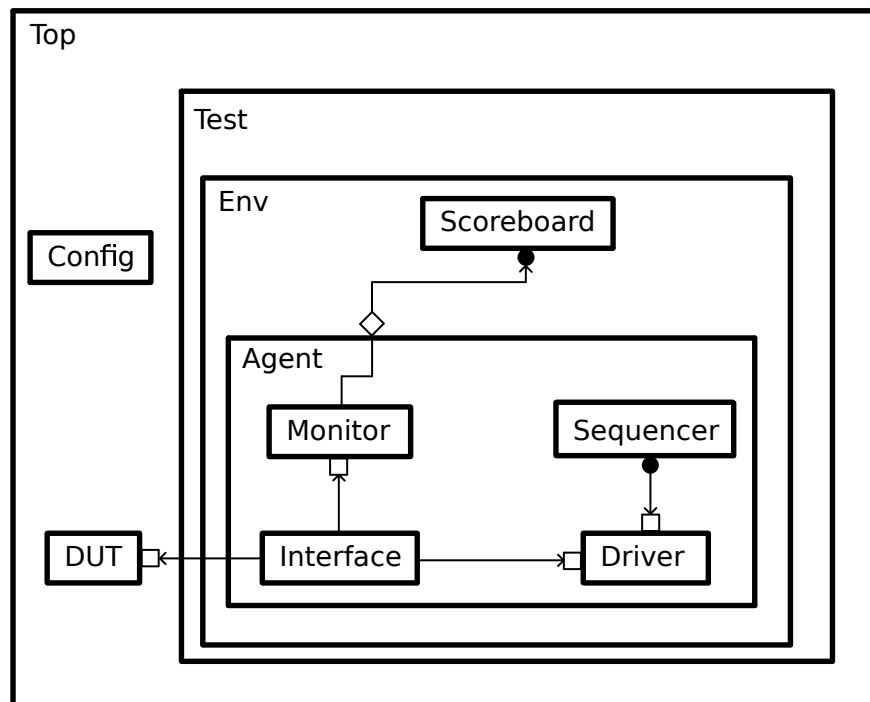 Top
Test
Env
Scoreboard
Config
Agent
Monitor
Sequencer
DUT
Interface
Driver